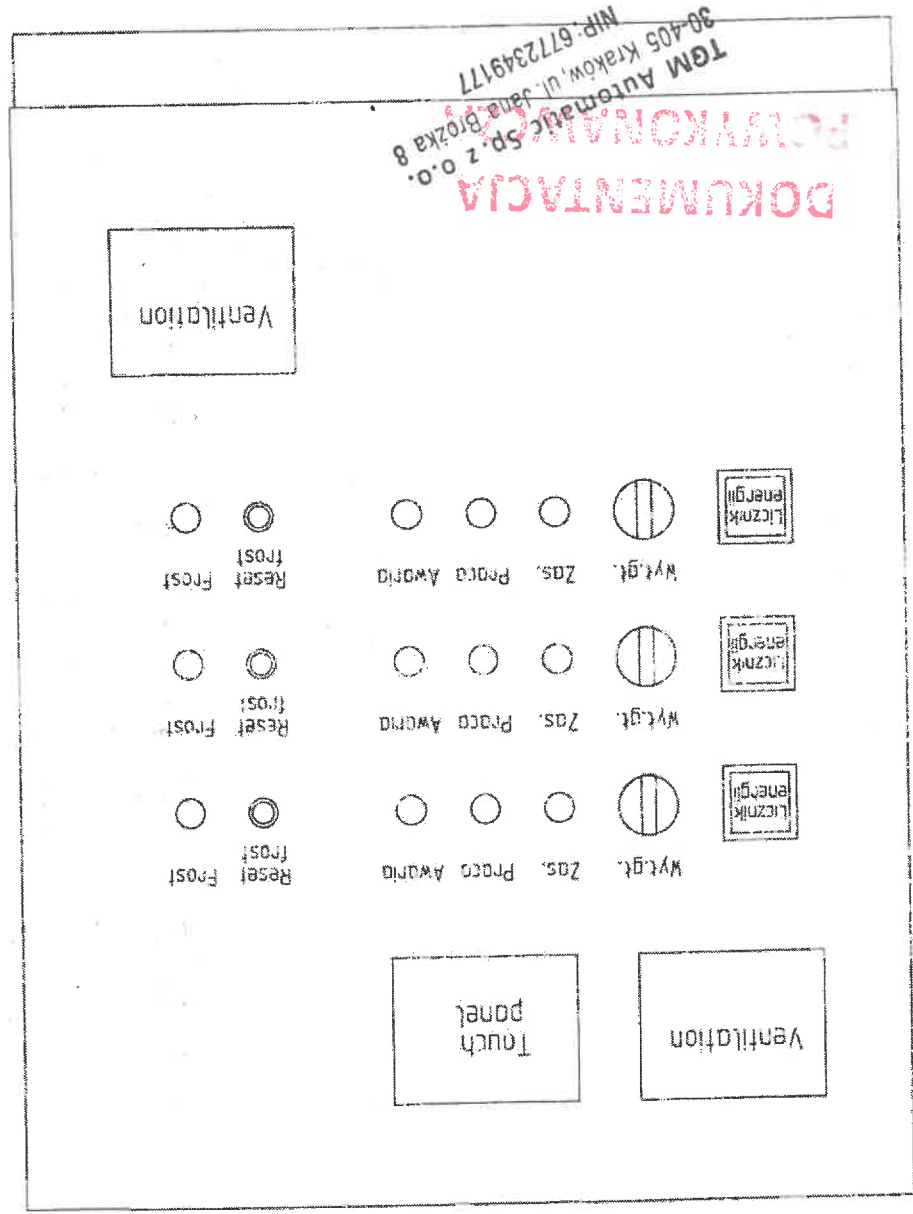 Ventilation
Touch
panel
Wył.gł. Zas. Praca Awaria
Reset
frost
Frost
Licznik
energii
Wył.gł. Zas. Praca Awaria
Reset
frost
Frost
Licznik
energii
Wył.gł. Zas. Praca Awaria
Reset
frost
Frost
Licznik
energii
Ventilation
DOKUMENTACJA
POWYKONAWCZA
TGM Automatic Sp. z o.o.
30-405 Kraków, ul. Jana Brożka 8
NIP: 6772349177